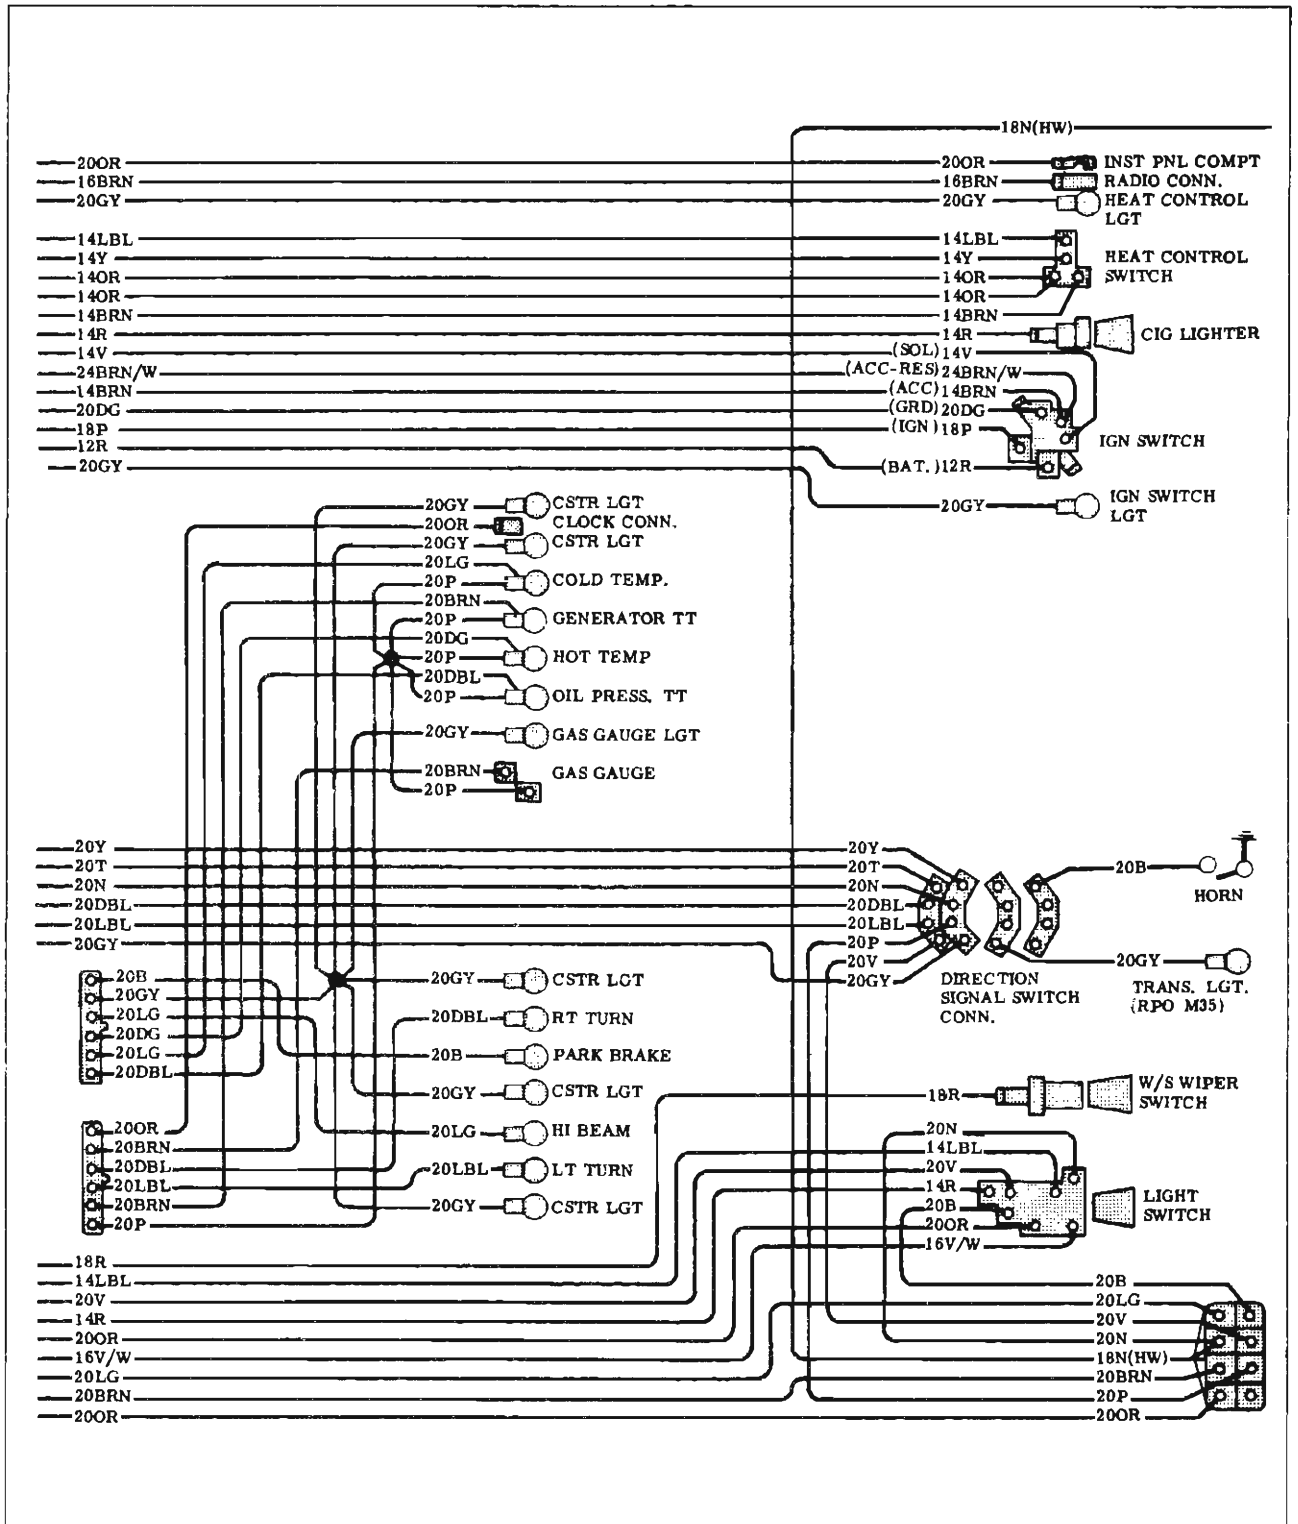 18N(HW)
20OR 20OR INST PNL COMPT
16BRN 16BRN RADIO CONN.
20GY 20GY HEAT CONTROL
LGT
14LBL 14LBL
14Y 14Y HEAT CONTROL
14OR 14OR SWITCH
14OR 14OR
14BRN 14BRN
14R 14R CIG LIGHTER
14V (SOL) 14V
24BRN/W (ACC-RES) 24BRN/W
14BRN (ACC) 14BRN
20DG (GRD) 20DG
18P (IGN) 18P IGN SWITCH
12R
20GY (BAT.) 12R
20GY IGN SWITCH
LGT
20GY CSTR LGT
20OR CLOCK CONN.
20GY CSTR LGT
20LG
20P COLD TEMP.
20BRN
20P GENERATOR TT
20DG
20P HOT TEMP
20DBL
20P OIL PRESS. TT
20GY GAS GAUGE LGT
20BRN GAS GAUGE
20P
20Y 20Y
20T 20T 20B
20N 20N HORN
20DBL 20DBL
20LBL 20LBL
20GY 20P
20V 20GY
20GY DIRECTION
SIGNAL SWITCH
CONN.
TRANS. LGT.
(RPO M35)
20B 20GY CSTR LGT
20GY
20LG 20DBL RT TURN
20DG
20LG 20B PARK BRAKE
20DBL
20GY CSTR LGT
18R W/S WIPER
SWITCH
20OR 20LG HI BEAM
20BRN
20DBL 20LBL LT TURN
20LBL
20BRN 20GY CSTR LGT
20P
20N
14LBL
20V
14R LIGHT
20B SWITCH
20OR
16V/W
18R
14LBL 20B
20V 20LG
14R 20V
20OR 20N
16V/W 18N(HW)
20LG 20BRN
20BRN 20P
20OR 20OR